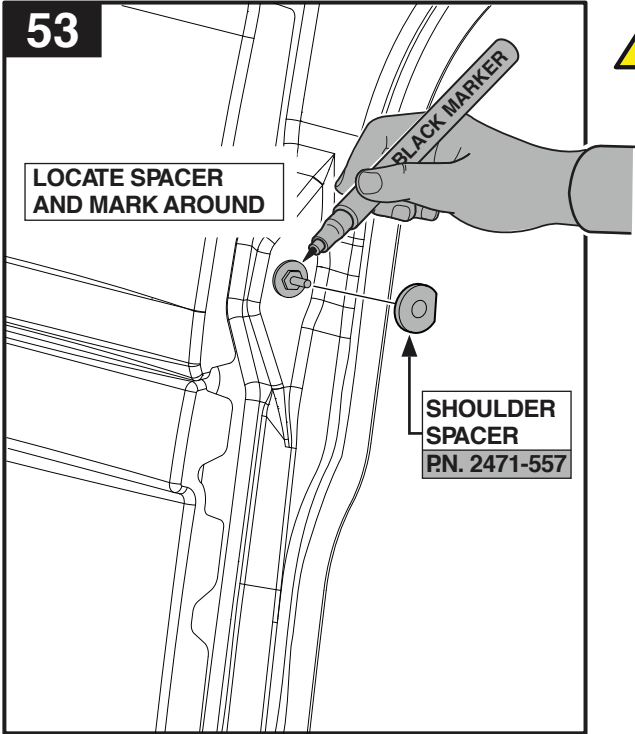 53
BLACK MARKER
LOCATE SPACER
AND MARK AROUND
SHOULDER
SPACER
P.N. 2471-557